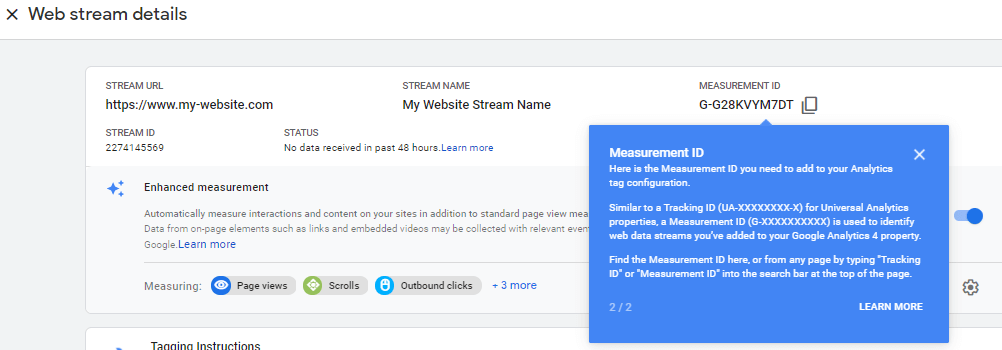 Web stream details
STREAM URL
https://www.my-website.com
STREAM NAME
My Website Stream Name
MEASUREMENT ID
G-G28KVYM7DT
STREAM ID
2274145569
STATUS
No data received in past 48 hours.Learn more
Measurement ID
Here is the Measurement ID you need to add to your Analytics
tag configuration.
Similar to a Tracking ID (UA-XXXXXXXX-X) for Universal Analytics
properties, a Measurement ID (G-XXXXXXXXXX) is used to identify
web data streams you've added to your Google Analytics 4 property.
Find the Measurement ID here, or from any page by typing "Tracking
ID" or "Measurement ID" into the search bar at the top of the page.
2 / 2
LEARN MORE
Enhanced measurement
Automatically measure interactions and content on your sites in addition to standard page view mea
Data from on-page elements such as links and embedded videos may be collected with relevant even
Google.Learn more
Measuring:
Page views
Scrolls
Outbound clicks
+ 3 more
Tagging Instructions